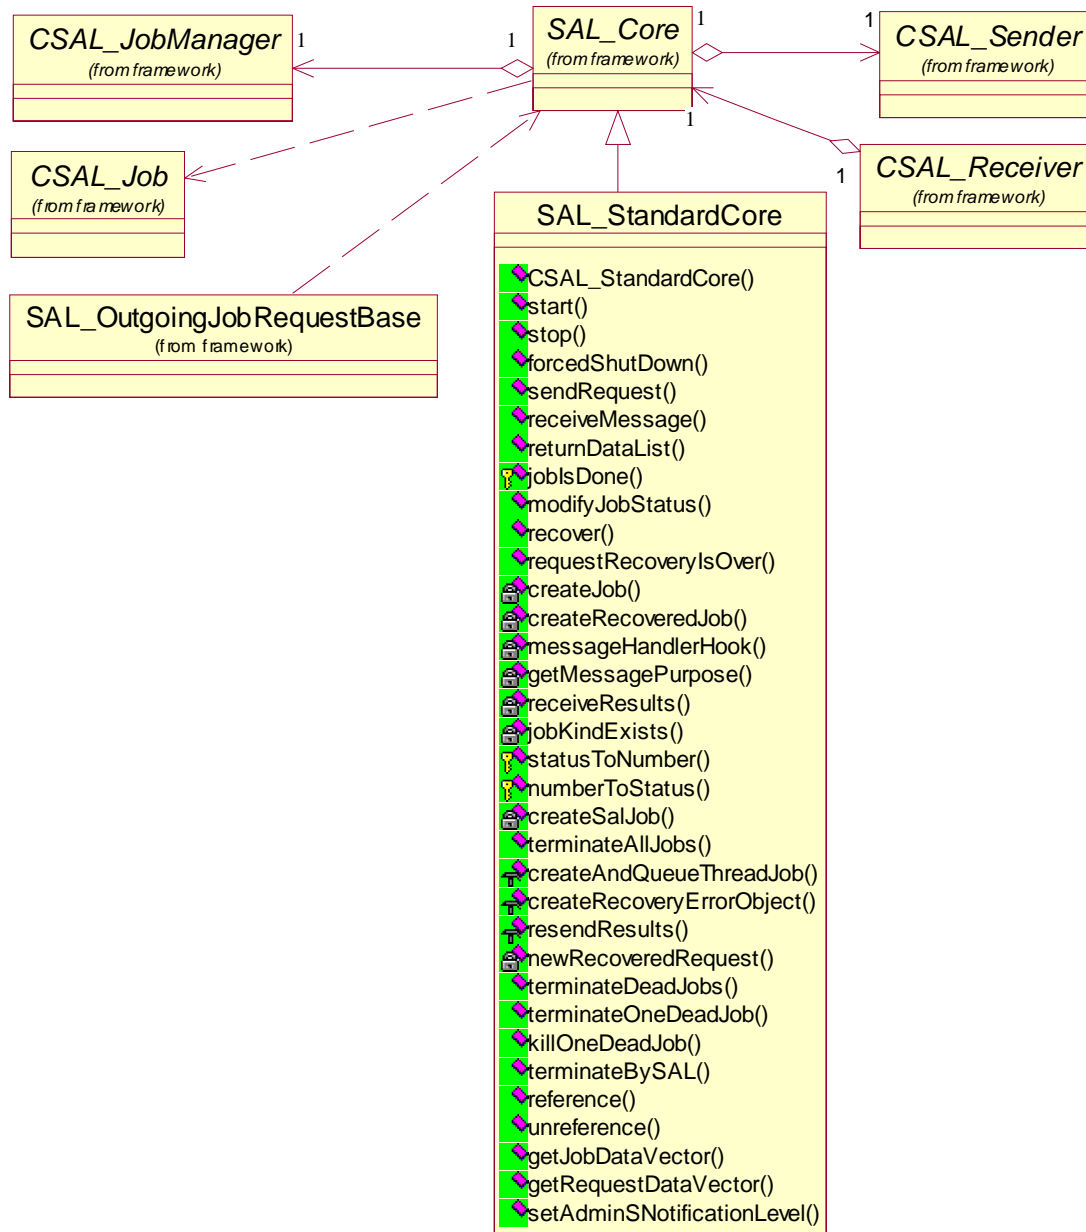 CSAL_JobManager
(from framework)
1
1
SAL_Core
(from framework)
1
1
CSAL_Sender
(from framework)
1
CSAL_Job
(from framework)
1
CSAL_Receiver
(from framework)
SAL_StandardCore
SAL_OutgoingJobRequestBase
(from framework)
CSAL_StandardCore()
start()
stop()
forcedShutDown()
sendRequest()
receiveMessage()
returnDataList()
jobIsDone()
modifyJobStatus()
recover()
requestRecoveryIsOver()
createJob()
createRecoveredJob()
messageHandlerHook()
getMessagePurpose()
receiveResults()
jobKindExists()
statusToNumber()
numberToStatus()
createSalJob()
terminateAllJobs()
createAndQueueThreadJob()
createRecoveryErrorObject()
resendResults()
newRecoveredRequest()
terminateDeadJobs()
terminateOneDeadJob()
killOneDeadJob()
terminateBySAL()
reference()
unreference()
getJobDataVector()
getRequestDataVector()
setAdminSNotificationLevel()